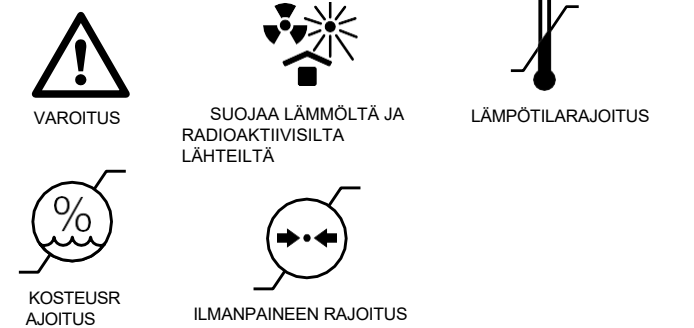 VAROITUS
SUOJAA LÄMMÖLTÄ JA
RADIOAKTIIVISILTA
LÄHTEILTÄ
LÄMPÖTILARAJOITUS
%
KOSTEUSR
AJOITUS
ILMANPAINEEN RAJOITUS